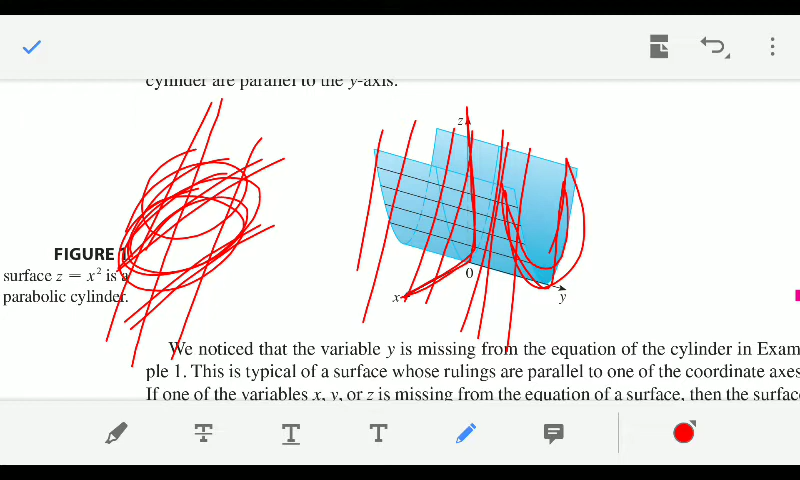 cylinder are parallel to the y-axis.
z
FIGURE 1
surface z = x² is a
parabolic cylinder.
0
x
y
We noticed that the variable y is missing from the equation of the cylinder in Exam
ple 1. This is typical of a surface whose rulings are parallel to one of the coordinate axes
If one of the variables x, y, or z is missing from the equation of a surface, then the surface
T T T